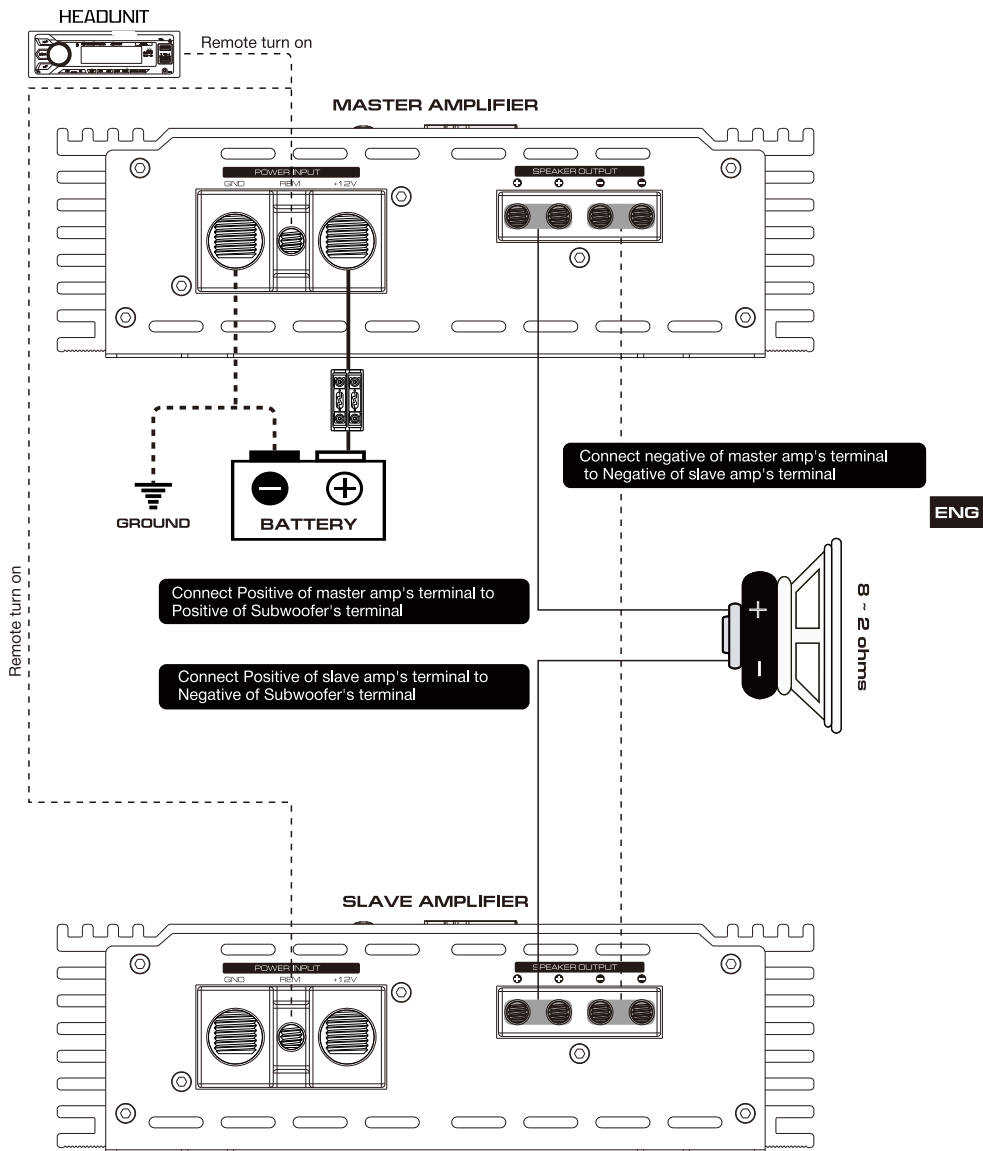 HEADUNIT
Remote turn on
MASTER AMPLIFIER
POWER INPUT
GND REM +12V
SPEAKER OUTPUT
+ + − −
Connect negative of master amp's terminal
to Negative of slave amp's terminal
ENG
GROUND
− +
BATTERY
Connect Positive of master amp's terminal to
Positive of Subwoofer's terminal
+
−
8 ~ 2 ohms
Connect Positive of slave amp's terminal to
Negative of Subwoofer's terminal
Remote turn on
SLAVE AMPLIFIER
POWER INPUT
GND REM +12V
SPEAKER OUTPUT
+ + − −